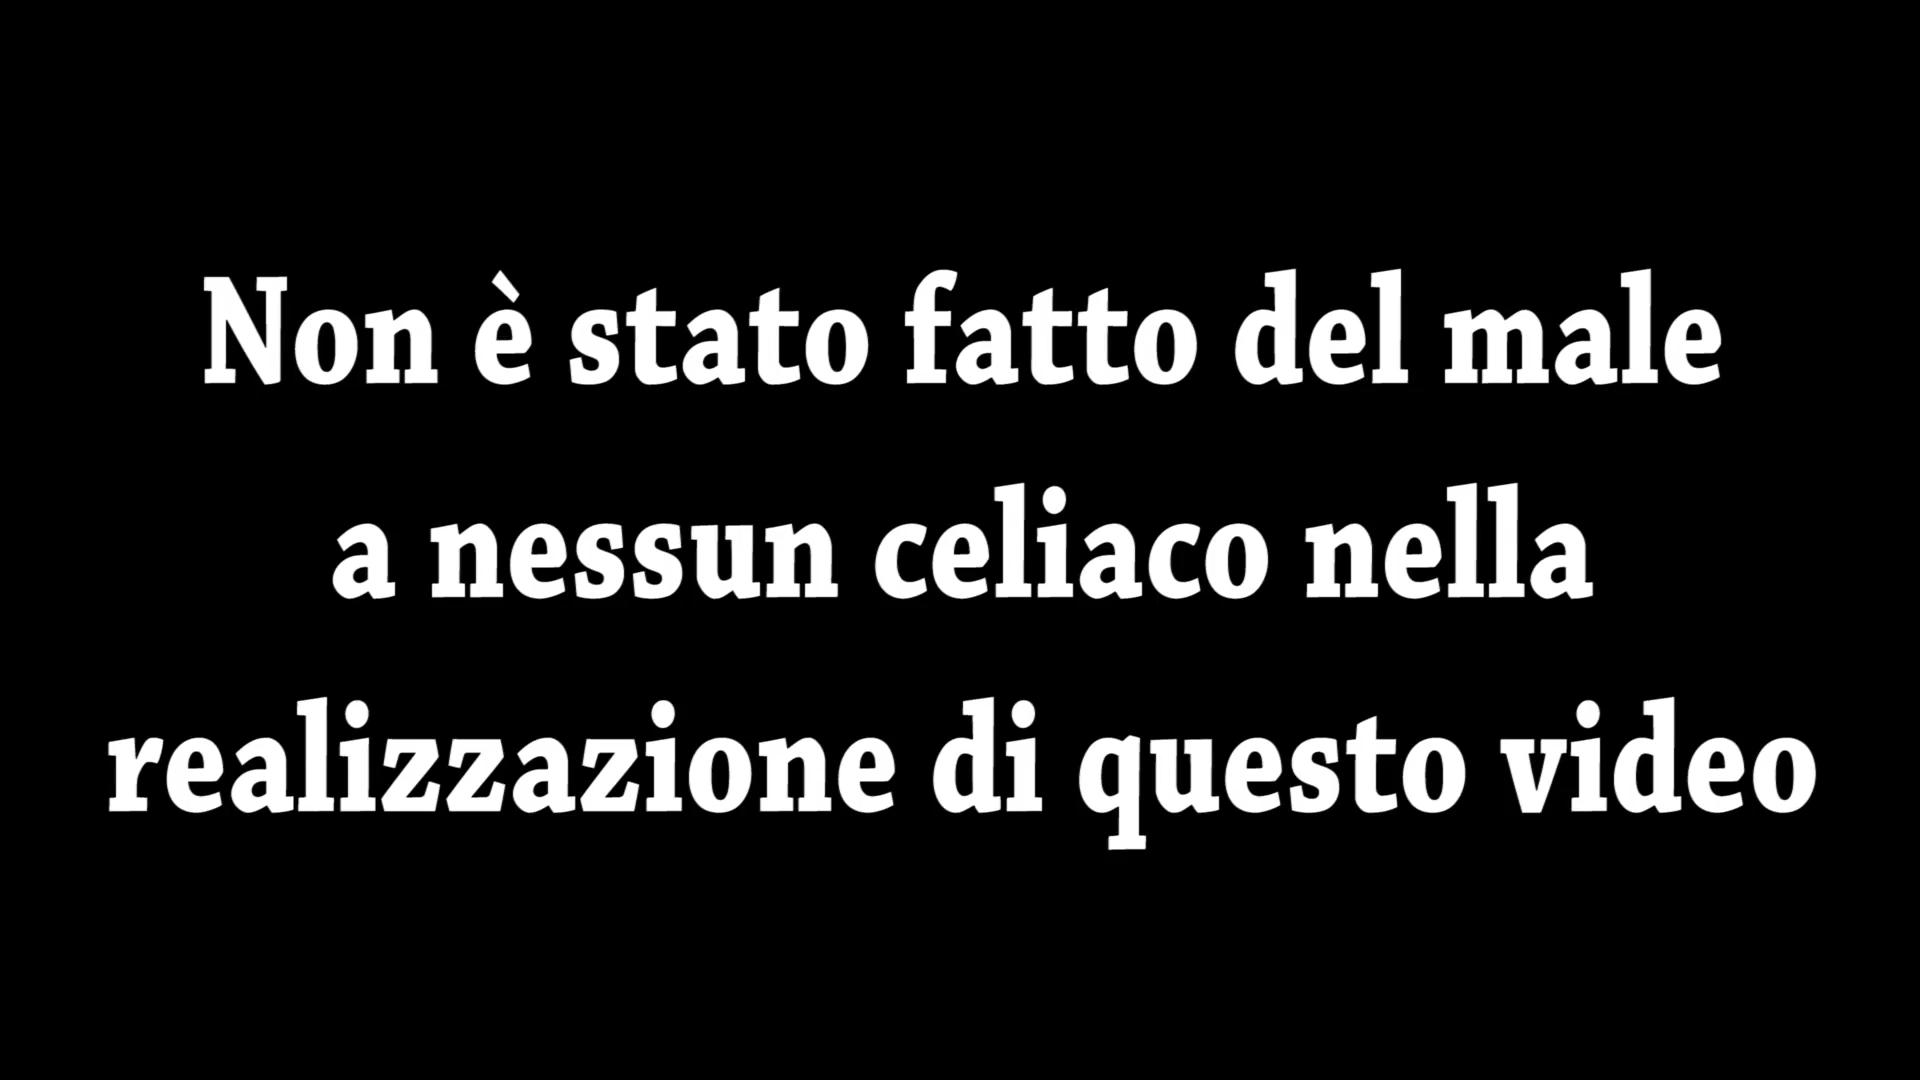 Non è stato fatto del male
a nessun celiaco nella
realizzazione di questo video